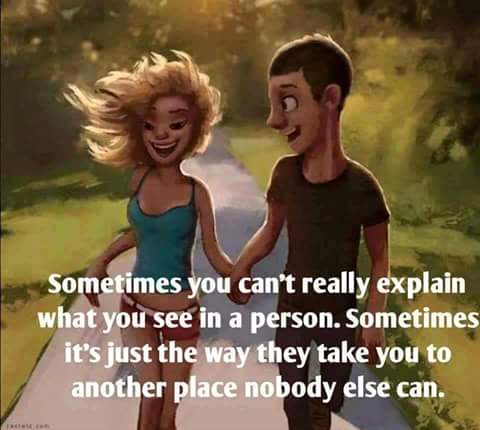 Sometimes you can't really explain
what you see in a person. Sometimes
it's just the way they take you to
another place nobody else can.